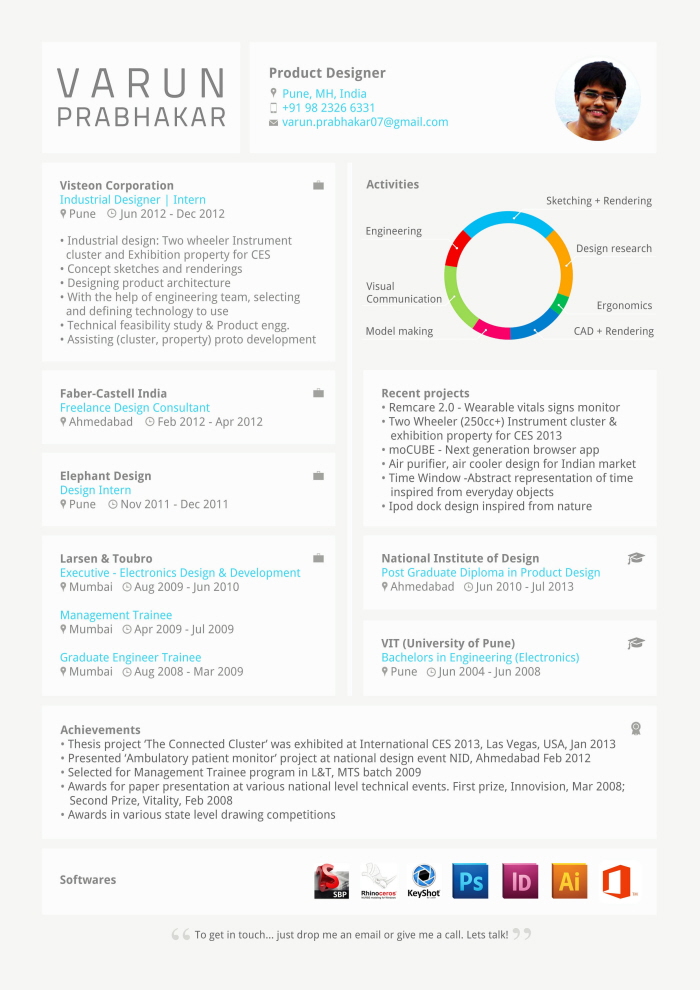 VARUN
PRABHAKAR
Product Designer
Pune, MH, India
+91 98 2326 6331
varun.prabhakar07@gmail.com
Visteon Corporation
Industrial Designer | Intern
Pune Jun 2012 - Dec 2012
• Industrial design: Two wheeler Instrument
cluster and Exhibition property for CES
• Concept sketches and renderings
• Designing product architecture
• With the help of engineering team, selecting
and defining technology to use
• Technical feasibility study & Product engg.
• Assisting (cluster, property) proto development
Faber-Castell India
Freelance Design Consultant
Ahmedabad Feb 2012 - Apr 2012
Elephant Design
Design Intern
Pune Nov 2011 - Dec 2011
Larsen & Toubro
Executive - Electronics Design & Development
Mumbai Aug 2009 - Jun 2010
Management Trainee
Mumbai Apr 2009 - Jul 2009
Graduate Engineer Trainee
Mumbai Aug 2008 - Mar 2009
Activities
Sketching + Rendering
Engineering
Design research
Visual
Communication
Ergonomics
Model making
CAD + Rendering
Recent projects
• Remcare 2.0 - Wearable vitals signs monitor
• Two Wheeler (250cc+) Instrument cluster &
exhibition property for CES 2013
• moCUBE - Next generation browser app
• Air purifier, air cooler design for Indian market
• Time Window -Abstract representation of time
inspired from everyday objects
• Ipod dock design inspired from nature
National Institute of Design
Post Graduate Diploma in Product Design
Ahmedabad Jun 2010 - Jul 2013
VIT (University of Pune)
Bachelors in Engineering (Electronics)
Pune Jun 2004 - Jun 2008
Achievements
• Thesis project 'The Connected Cluster' was exhibited at International CES 2013, Las Vegas, USA, Jan 2013
• Presented 'Ambulatory patient monitor' project at national design event NID, Ahmedabad Feb 2012
• Selected for Management Trainee program in L&T, MTS batch 2009
• Awards for paper presentation at various national level technical events. First prize, Innovision, Mar 2008;
Second Prize, Vitality, Feb 2008
• Awards in various state level drawing competitions
Softwares
S
SBP
Rhinoceros
KeyShot
Ps
Id
Ai
“ To get in touch... just drop me an email or give me a call. Lets talk! ”